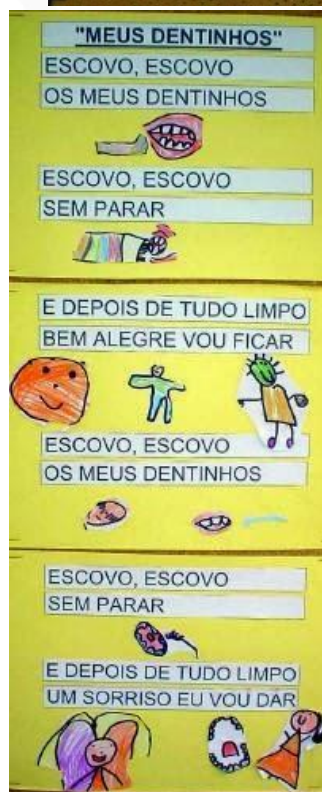 "MEUS DENTINHOS"
ESCOVO, ESCOVO
OS MEUS DENTINHOS
ESCOVO, ESCOVO
SEM PARAR
E DEPOIS DE TUDO LIMPO
BEM ALEGRE VOU FICAR
ESCOVO, ESCOVO
OS MEUS DENTINHOS
ESCOVO, ESCOVO
SEM PARAR
E DEPOIS DE TUDO LIMPO
UM SORRISO EU VOU DAR